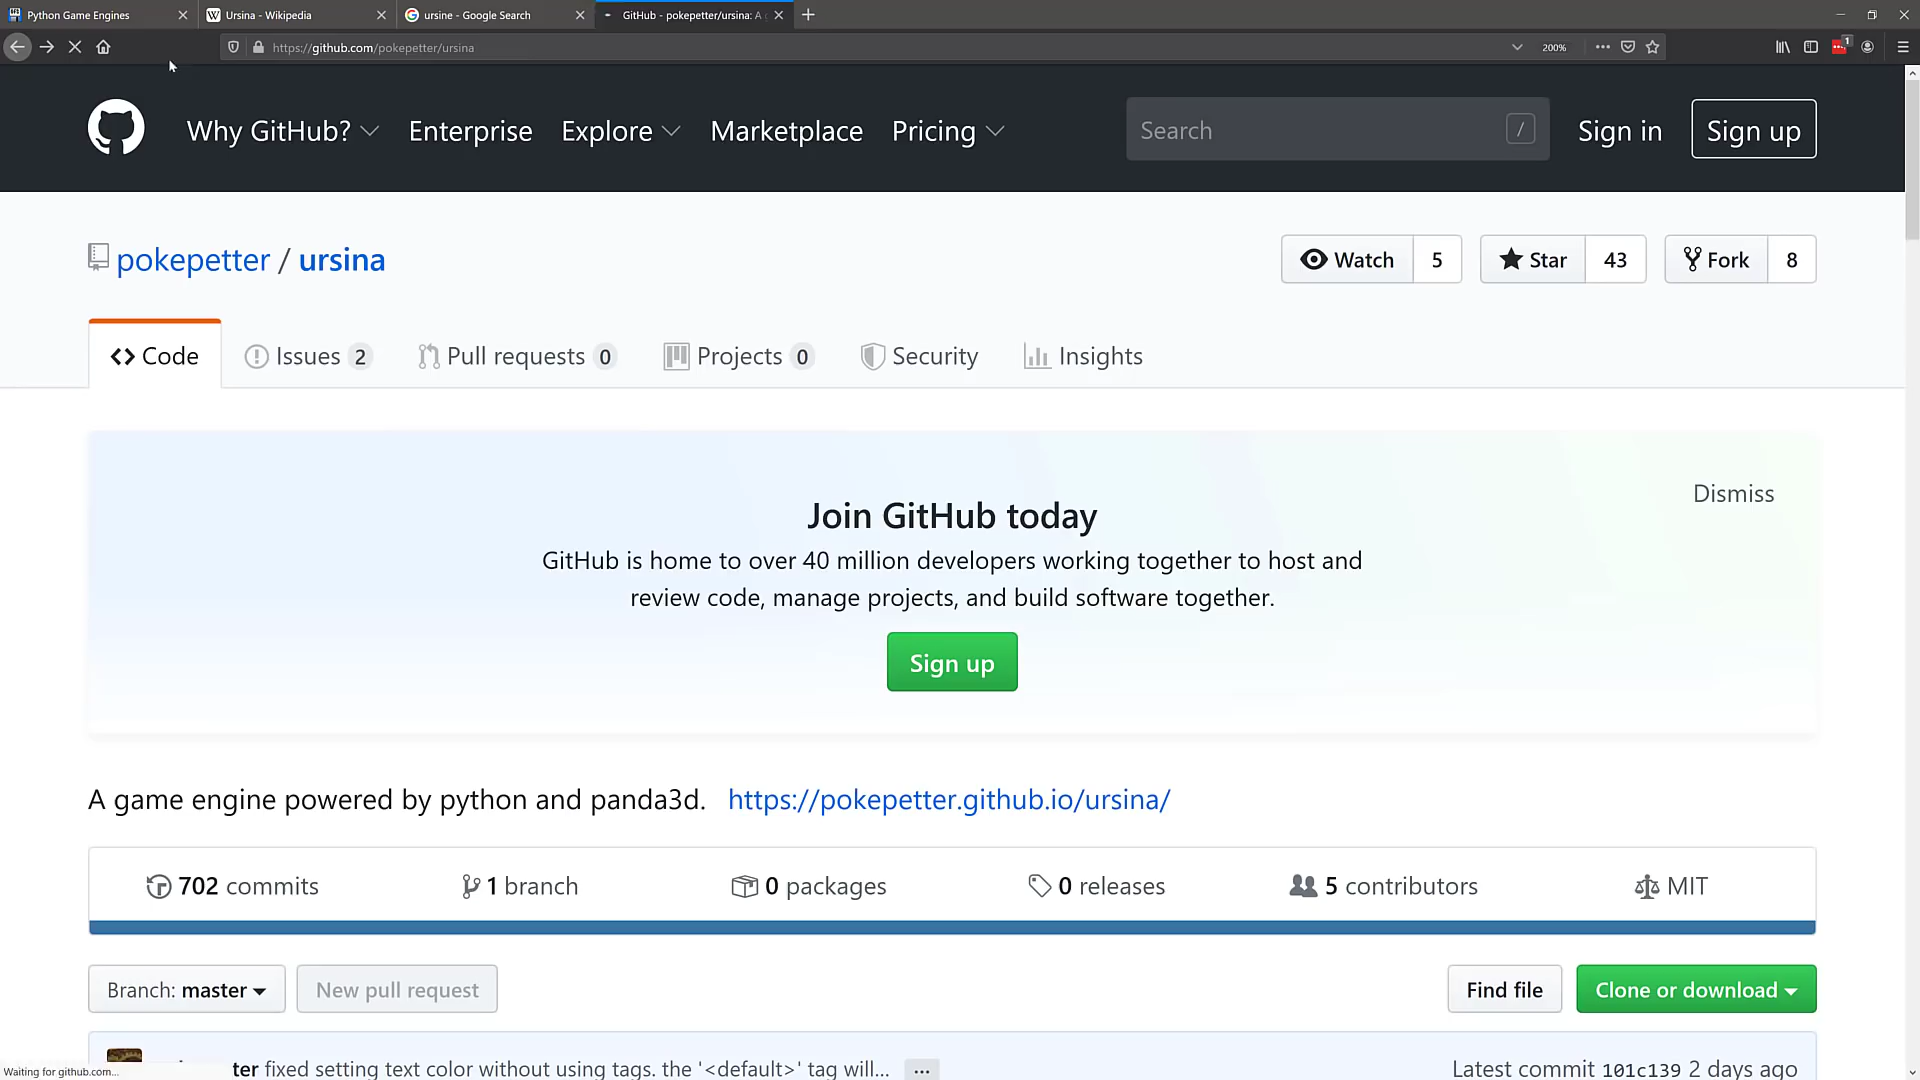 Python Game Engines
Ursina - Wikipedia
ursine - Google Search
GitHub - pokepetter/ursina: A g
https://github.com/pokepetter/ursina
200%
1
Why GitHub?
Enterprise
Explore
Marketplace
Pricing
Search
/
Sign in
Sign up
pokepetter / ursina
Watch 5
Star 43
Fork 8
Code
Issues 2
Pull requests 0
Projects 0
Security
Insights
Dismiss
Join GitHub today
GitHub is home to over 40 million developers working together to host and
review code, manage projects, and build software together.
Sign up
A game engine powered by python and panda3d. https://pokepetter.github.io/ursina/
702 commits
1 branch
0 packages
0 releases
5 contributors
MIT
Branch: master
New pull request
Find file
Clone or download
ter fixed setting text color without using tags. the '<default>' tag will...
Latest commit 101c139 2 days ago
Waiting for github.com...